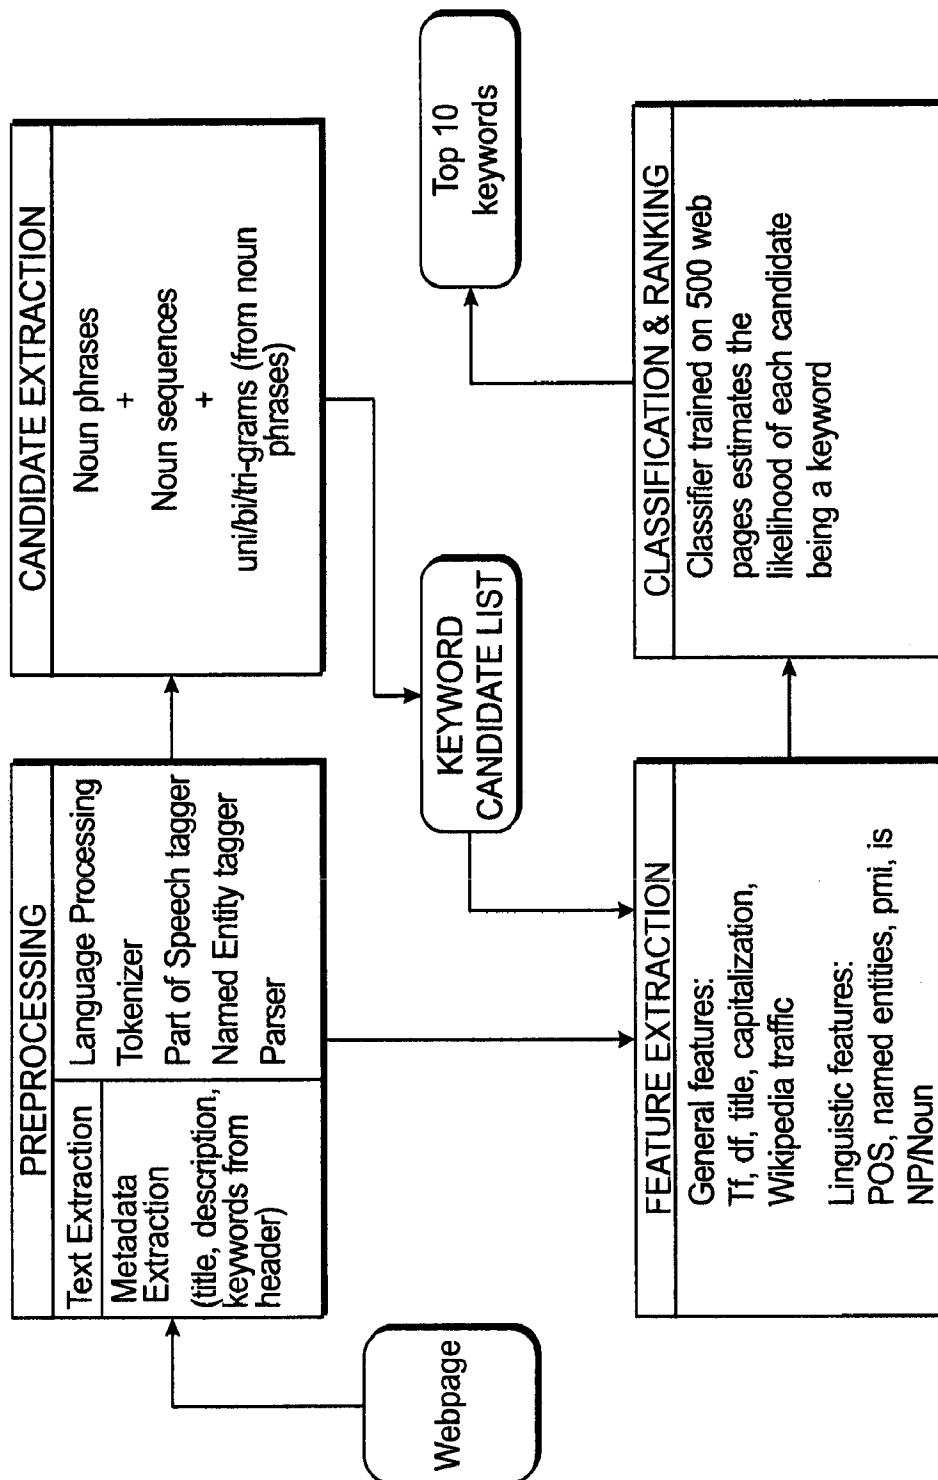 Webpage
PREPROCESSING
Text Extraction
Metadata
Extraction
(title, description,
keywords from
header)
Language Processing
Tokenizer
Part of Speech tagger
Named Entity tagger
Parser
CANDIDATE EXTRACTION
Noun phrases
+
Noun sequences
+
uni/bi/tri-grams (from noun
phrases)
KEYWORD
CANDIDATE LIST
FEATURE EXTRACTION
General features:
Tf, df, title, capitalization,
Wikipedia traffic
Linguistic features:
POS, named entities, pmi, is
NP/Noun
CLASSIFICATION & RANKING
Classifier trained on 500 web
pages estimates the
likelihood of each candidate
being a keyword
Top 10
keywords